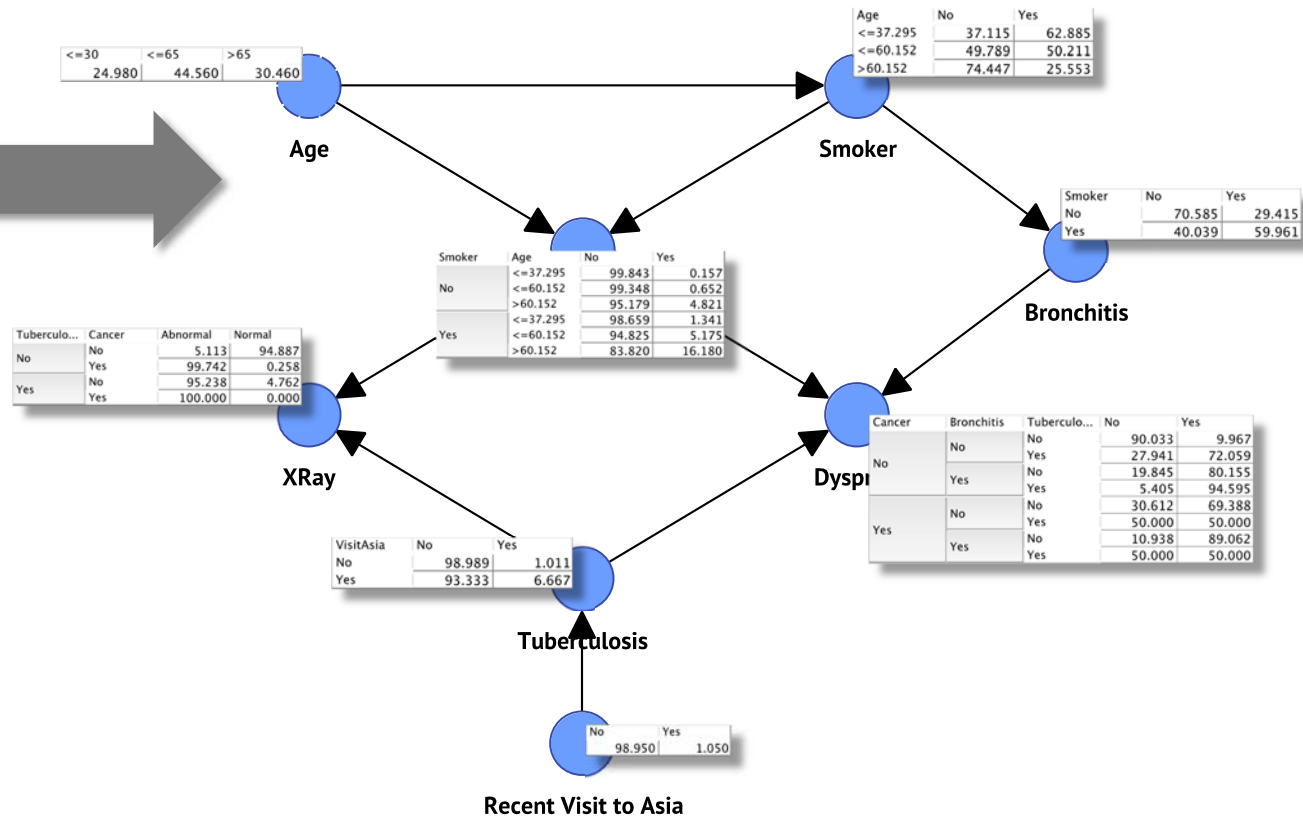 Age No Yes
<=37.295 37.115 62.885
<=60.152 49.789 50.211
>60.152 74.447 25.553
<=30 <=65 >65
24.980 44.560 30.460
Age
Smoker
Smoker No Yes
No 70.585 29.415
Yes 40.039 59.961
Bronchitis
Smoker Age No Yes
No <=37.295 99.843 0.157
<=60.152 99.348 0.652
>60.152 95.179 4.821
Yes <=37.295 98.659 1.341
<=60.152 94.825 5.175
>60.152 83.820 16.180
Tuberculo... Cancer Abnormal Normal
No No 5.113 94.887
Yes 99.742 0.258
Yes No 95.238 4.762
Yes 100.000 0.000
XRay
Dyspr
Cancer Bronchitis Tuberculo... No Yes
No No No 90.033 9.967
Yes 27.941 72.059
Yes No 19.845 80.155
Yes 5.405 94.595
Yes No No 30.612 69.388
Yes 50.000 50.000
Yes No 10.938 89.062
Yes 50.000 50.000
VisitAsia No Yes
No 98.989 1.011
Yes 93.333 6.667
Tuberculosis
No Yes
98.950 1.050
Recent Visit to Asia